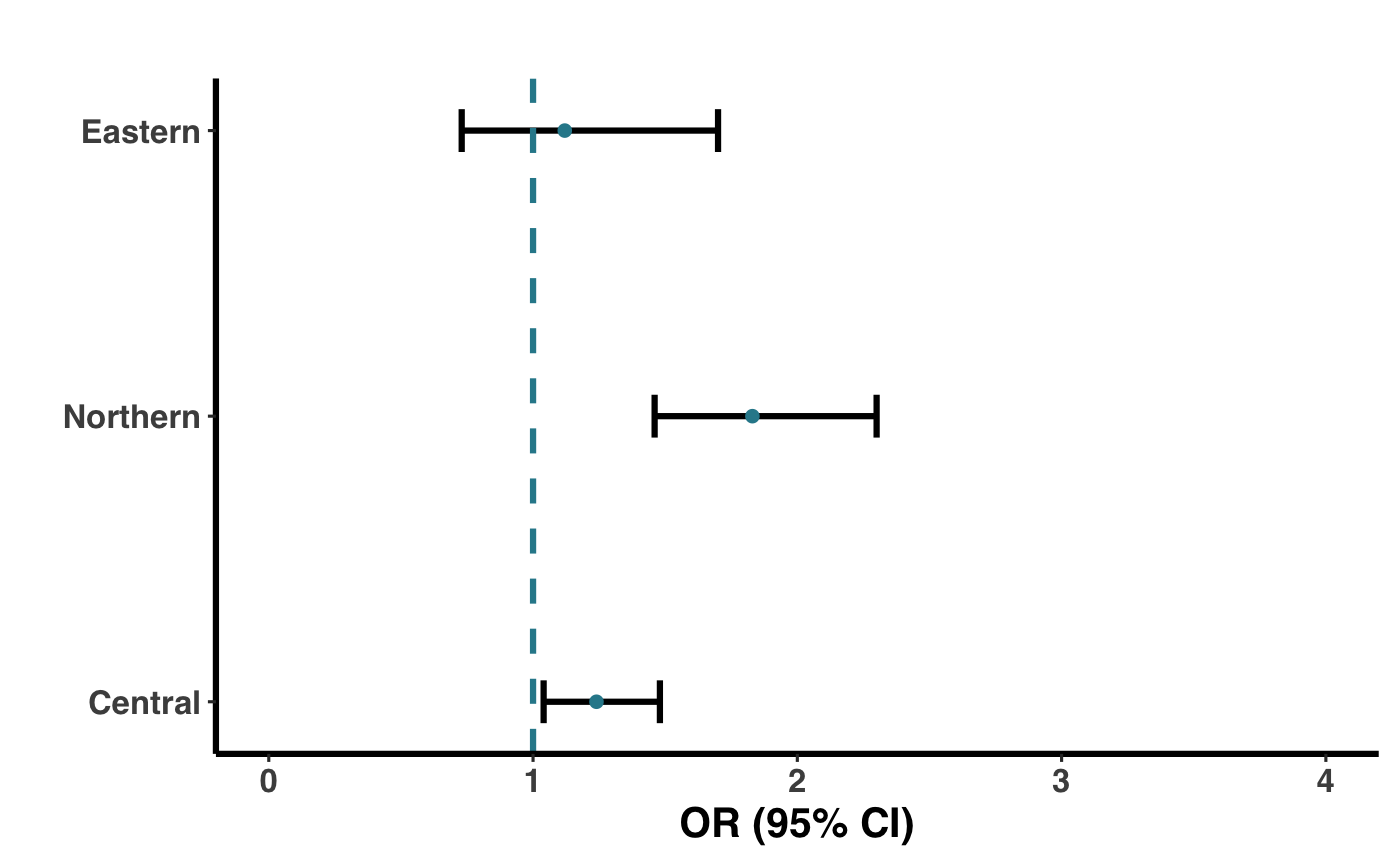 Eastern
Northern
Central
0 1 2 3 4
OR (95% CI)